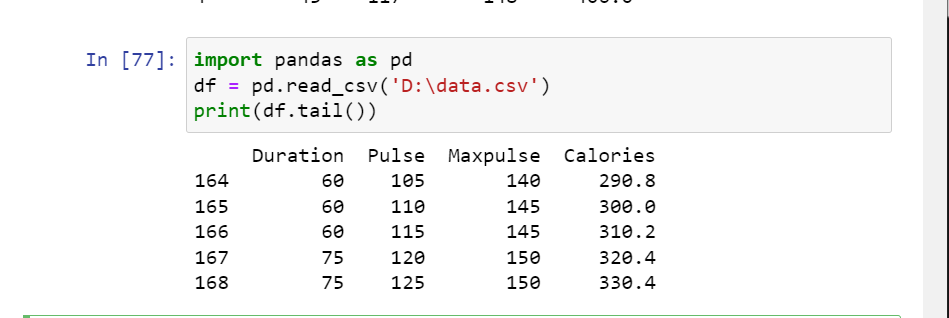 In [77]: import pandas as pd
df = pd.read_csv('D:\data.csv')
print(df.tail())
Duration Pulse Maxpulse Calories
164 60 105 140 290.8
165 60 110 145 300.0
166 60 115 145 310.2
167 75 120 150 320.4
168 75 125 150 330.4